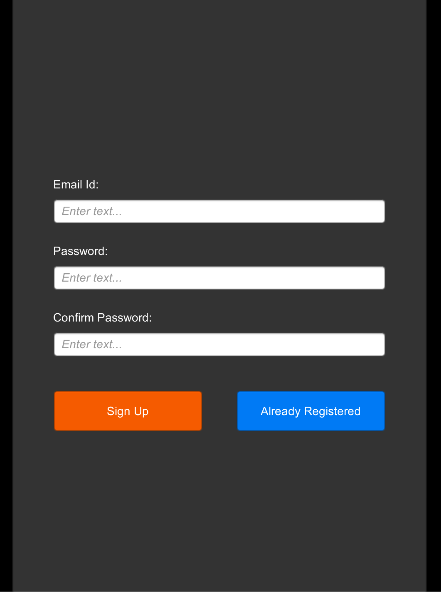 Email Id:
Enter text...
Password:
Enter text...
Confirm Password:
Enter text...
Sign Up
Already Registered